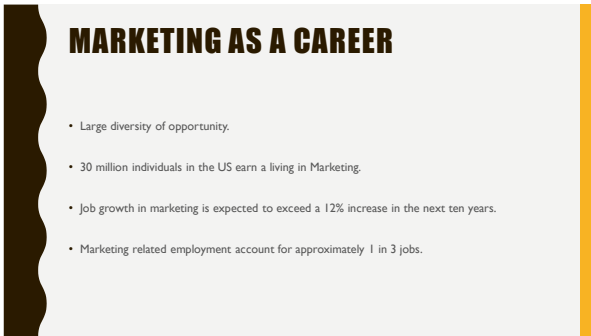 MARKETING AS A CAREER
• Large diversity of opportunity.
• 30 million individuals in the US earn a living in Marketing.
• Job growth in marketing is expected to exceed a 12% increase in the next ten years.
• Marketing related employment account for approximately 1 in 3 jobs.